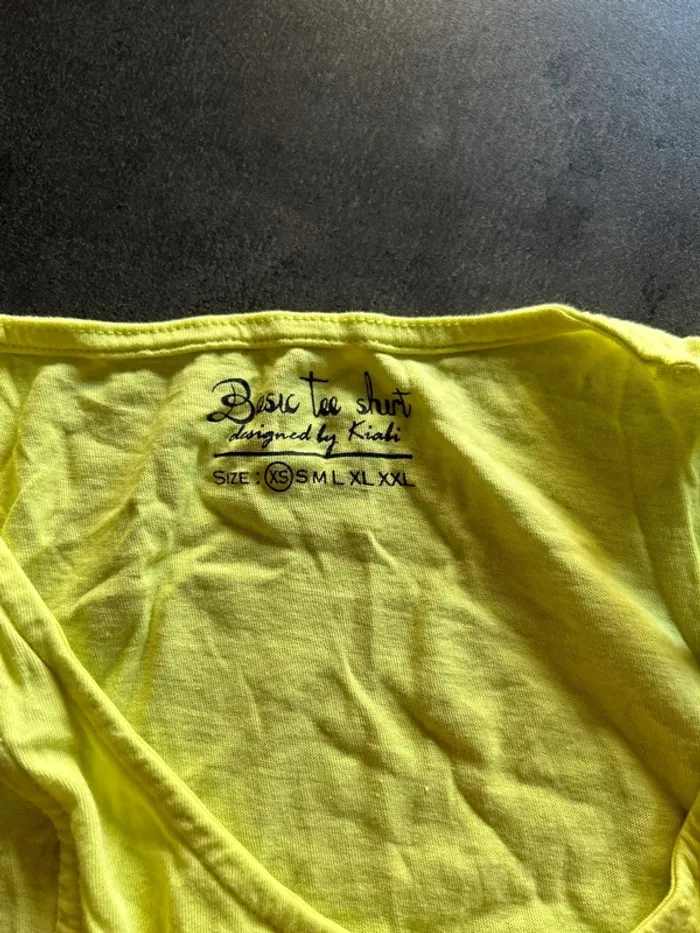 Basic tee shirt
designed by Kiabi
SIZE : XS S M L XL XXL